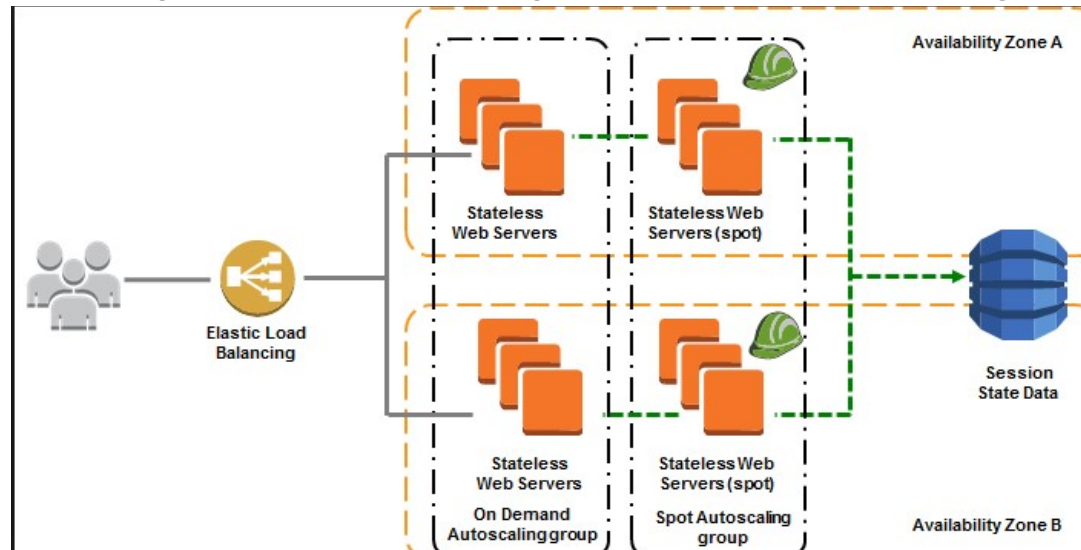 Availability Zone A
Stateless
Web Servers
Stateless Web
Servers (spot)
Elastic Load
Balancing
Session
State Data
Stateless
Web Servers
Stateless Web
Servers (spot)
On Demand
Autoscaling group
Spot Autoscaling
group
Availability Zone B